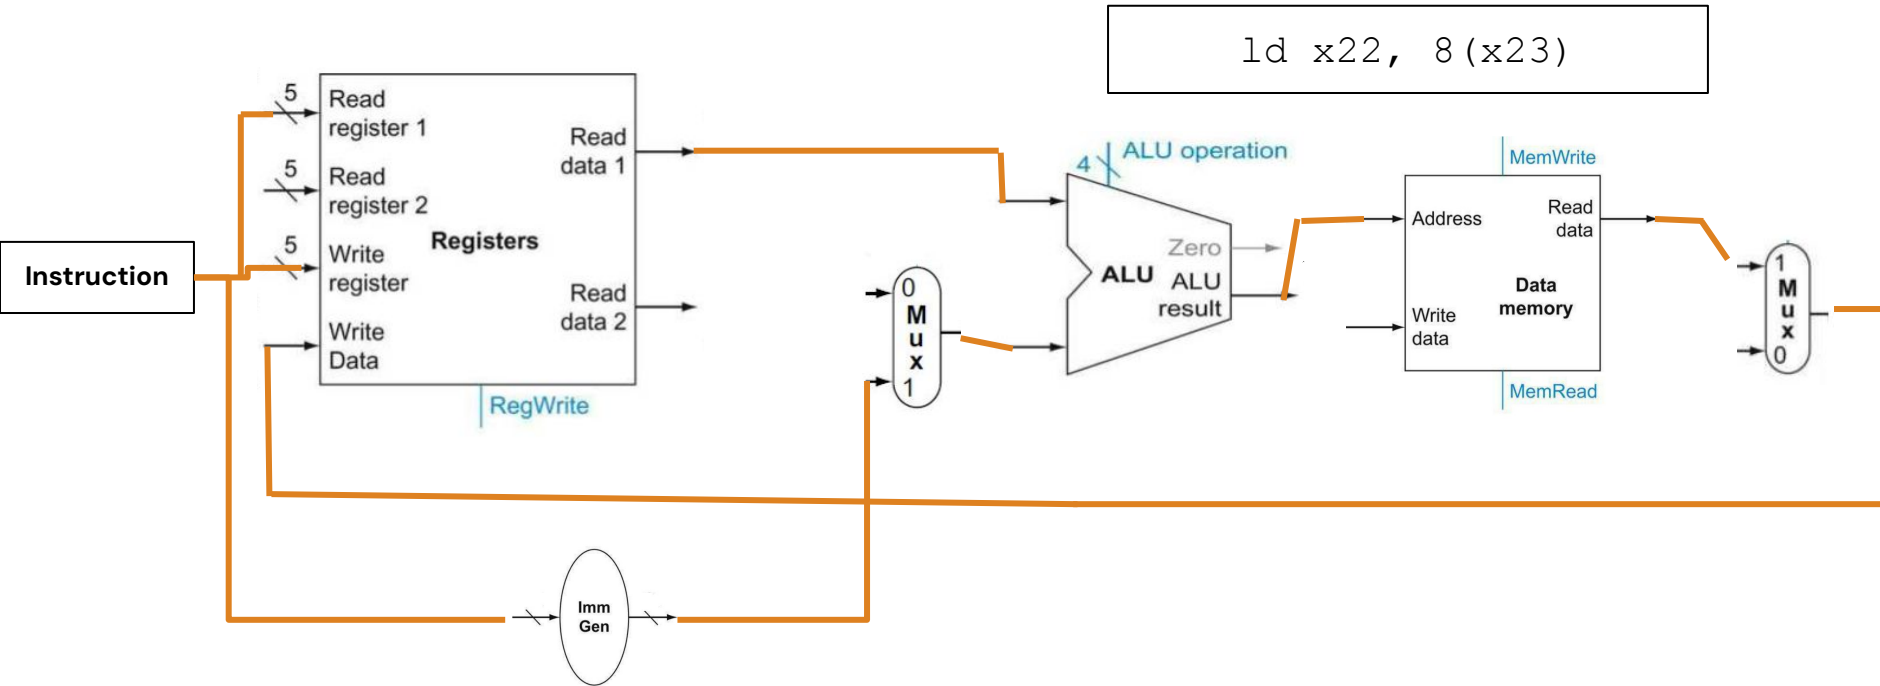 ld x22, 8(x23)
Instruction
5
Read
register 1
5
Read
register 2
Registers
5
Write
register
Write
Data
Read
data 1
Read
data 2
RegWrite
0
M
u
x
1
Imm
Gen
4
ALU operation
Zero
ALU
ALU
result
MemWrite
Address
Read
data
Data
memory
Write
data
MemRead
1
M
u
x
0